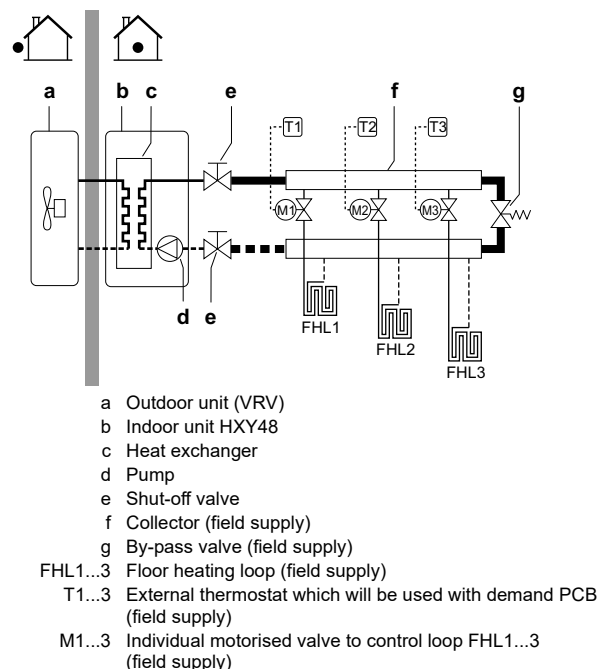 a b c e f g
T1 T2 T3
M1 M2 M3
d e
FHL1
FHL2
FHL3
a Outdoor unit (VRV)
b Indoor unit HXY48
c Heat exchanger
d Pump
e Shut-off valve
f Collector (field supply)
g By-pass valve (field supply)
FHL1...3 Floor heating loop (field supply)
T1...3 External thermostat which will be used with demand PCB
(field supply)
M1...3 Individual motorised valve to control loop FHL1...3
(field supply)